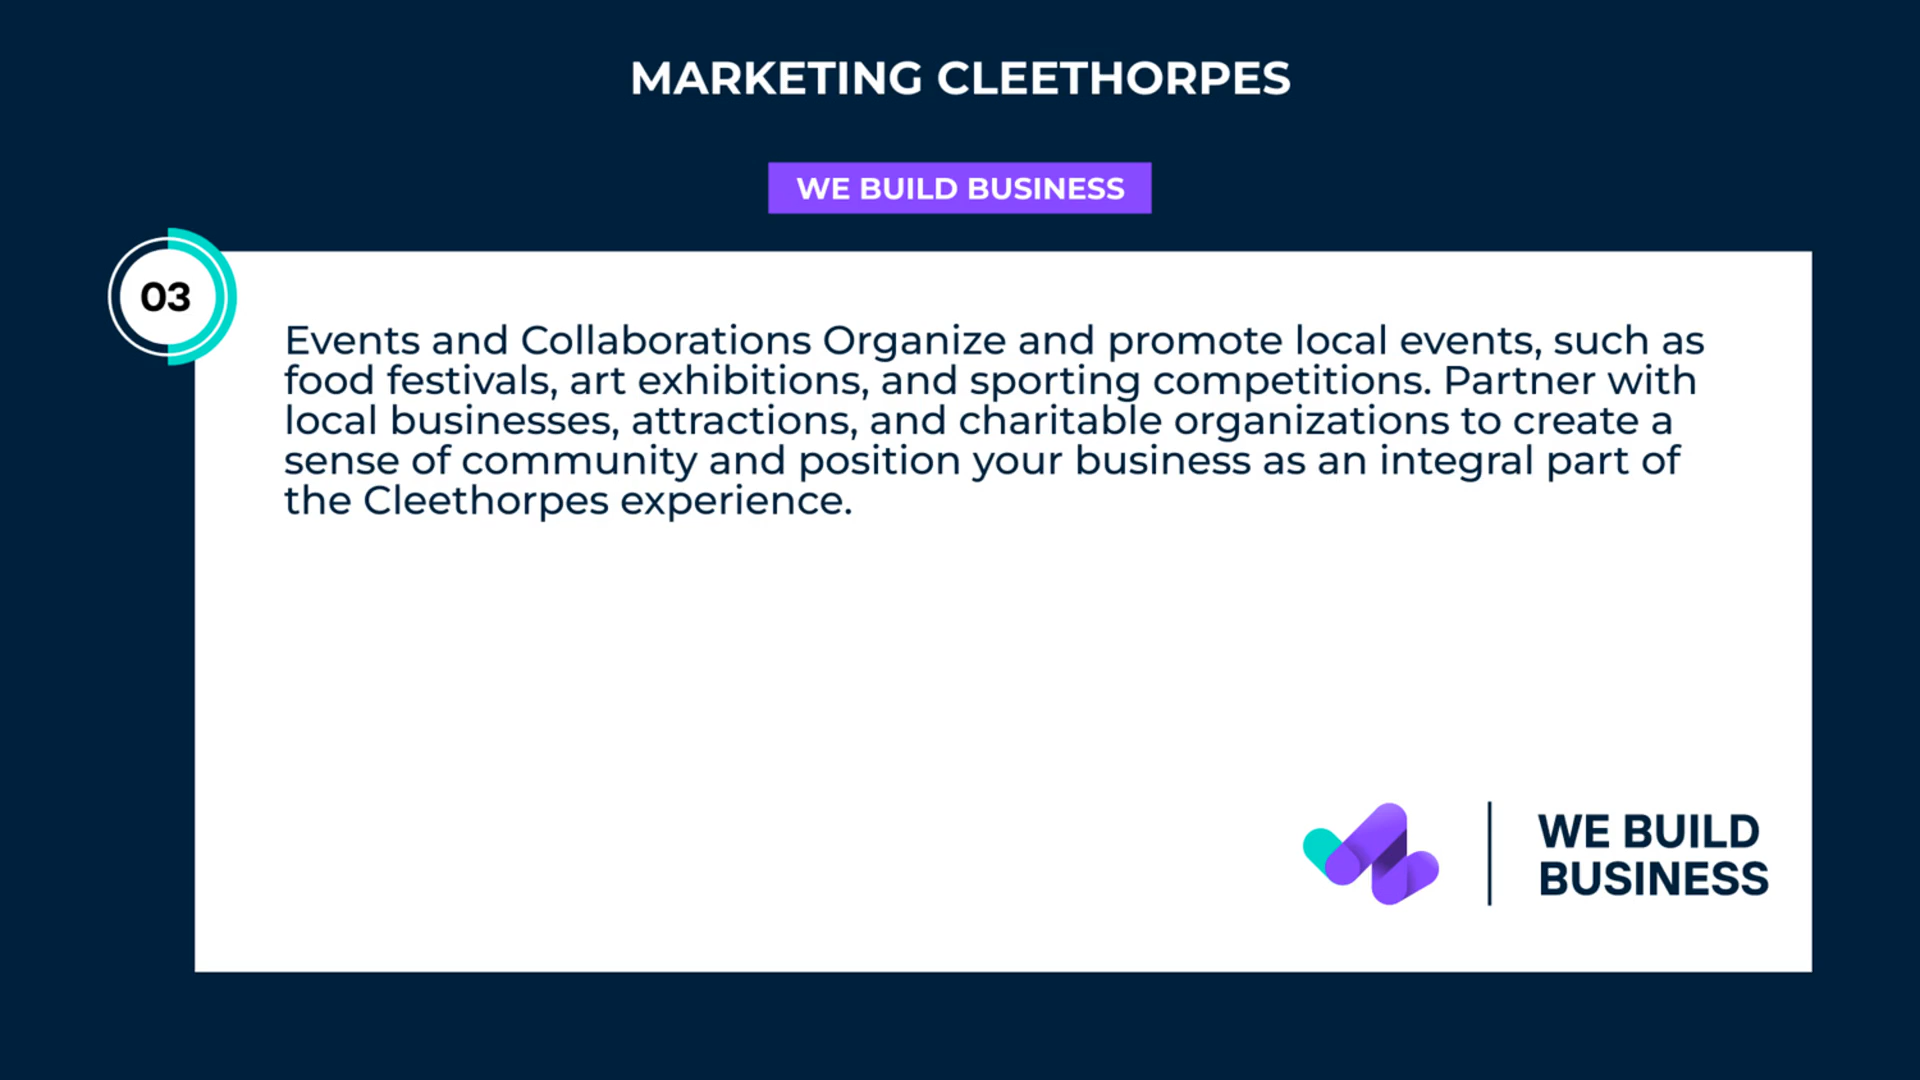 MARKETING CLEETHORPES
WE BUILD BUSINESS
03
Events and Collaborations Organize and promote local events, such as
food festivals, art exhibitions, and sporting competitions. Partner with
local businesses, attractions, and charitable organizations to create a
sense of community and position your business as an integral part of
the Cleethorpes experience.
WE BUILD
BUSINESS